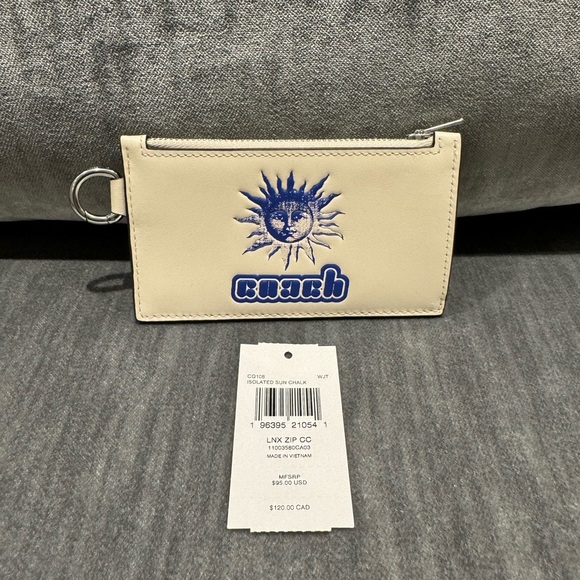 coach
CQ108 WJT
ISOLATED SUN CHALK
1 96395 21054 1
LNX ZIP CC
11003580CA03
MADE IN VIETNAM
MFSRP
$95.00 USD
$120.00 CAD